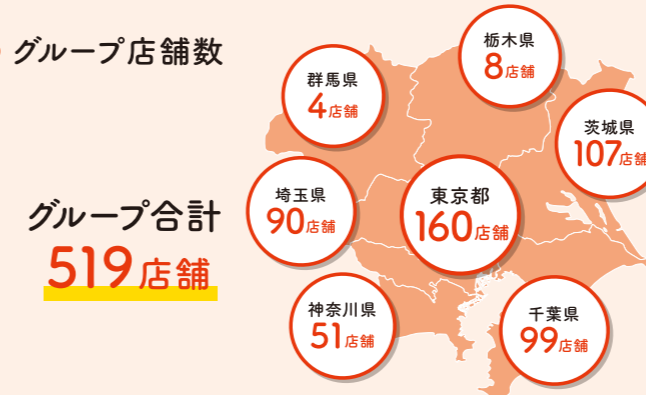 グループ店舗数
栃木県
8店舗
群馬県
4店舗
茨城県
107店舗
埼玉県
90店舗
東京都
160店舗
グループ合計
519店舗
神奈川県
51店舗
千葉県
99店舗